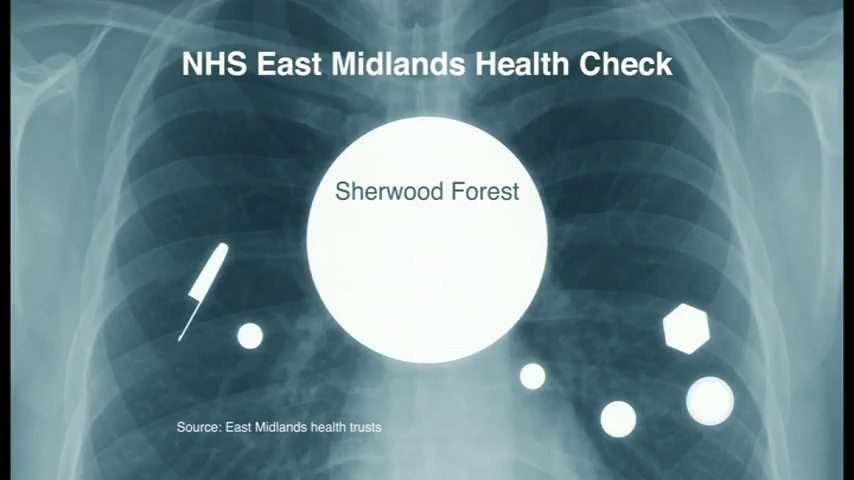 NHS East Midlands Health Check
Sherwood Forest
Source: East Midlands health trusts